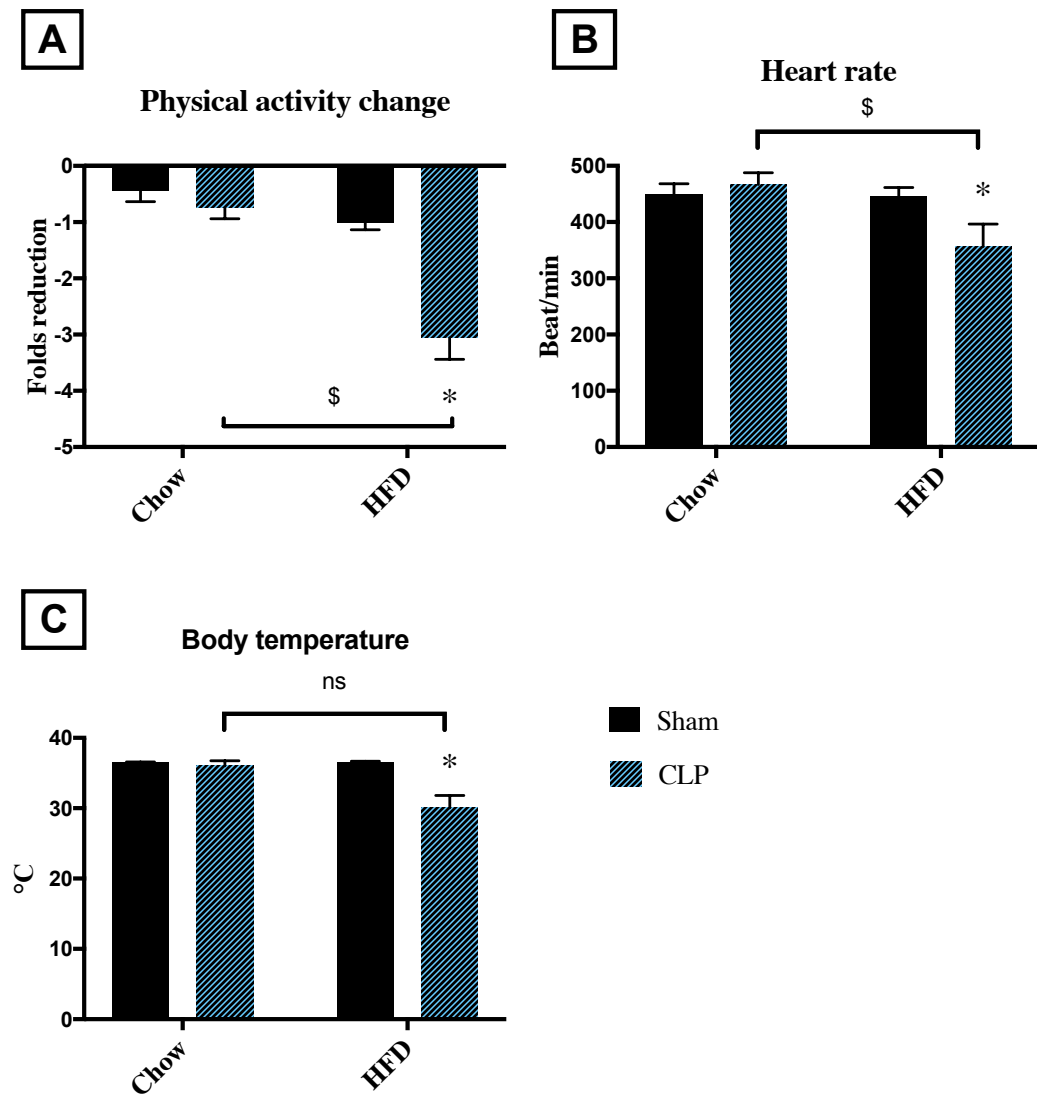 A
Physical activity change
Folds reduction
0
-1
-2
-3
-4
-5
$
*
Chow
HFD
B
Heart rate
$
Beat/min
500
400
300
200
100
0
*
Chow
HFD
C
Body temperature
ns
°C
40
30
20
10
0
*
Chow
HFD
Sham
CLP